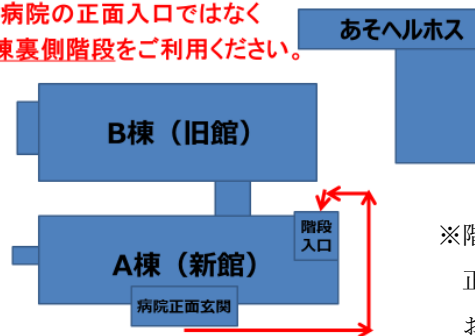 病院の正面入口ではなく
棟裏側階段をご利用ください。
あそヘルホス
B棟（旧館）
階段
入口
A棟（新館）
病院正面玄関
※階
正
お